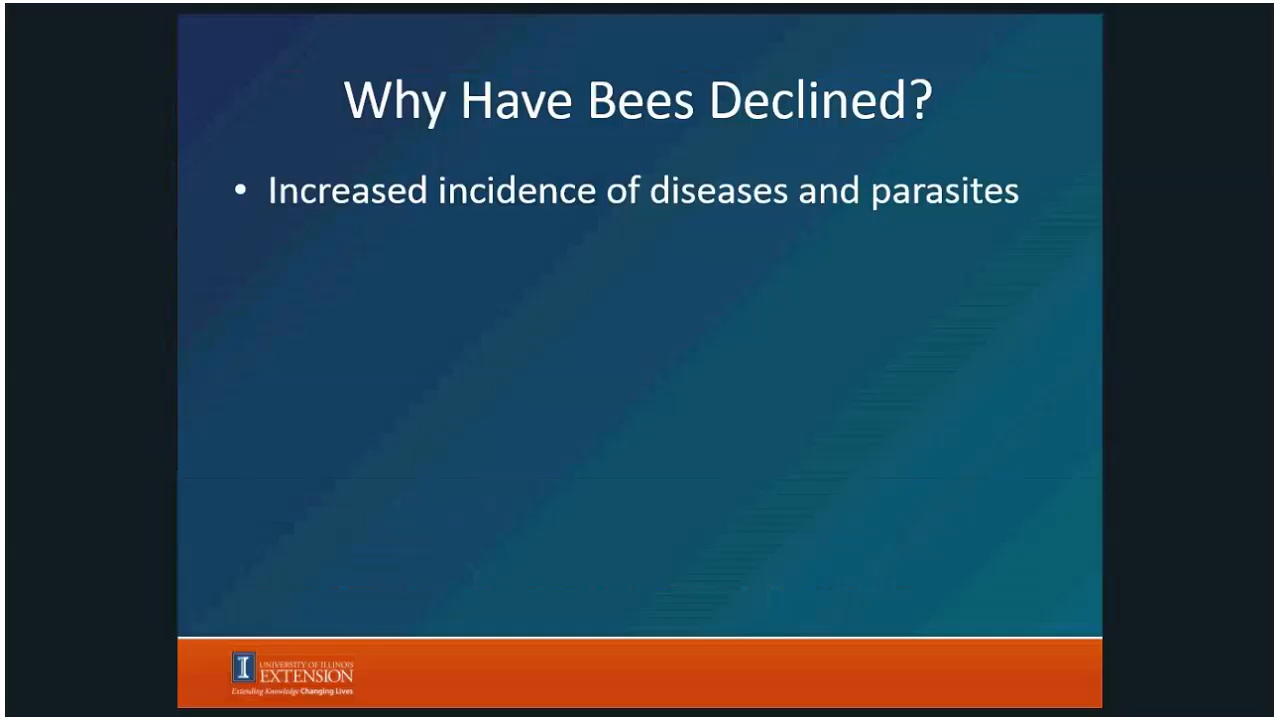 Why Have Bees Declined?
• Increased incidence of diseases and parasites
I UNIVERSITY OF ILLINOIS
EXTENSION
Extending Knowledge Changing Lives